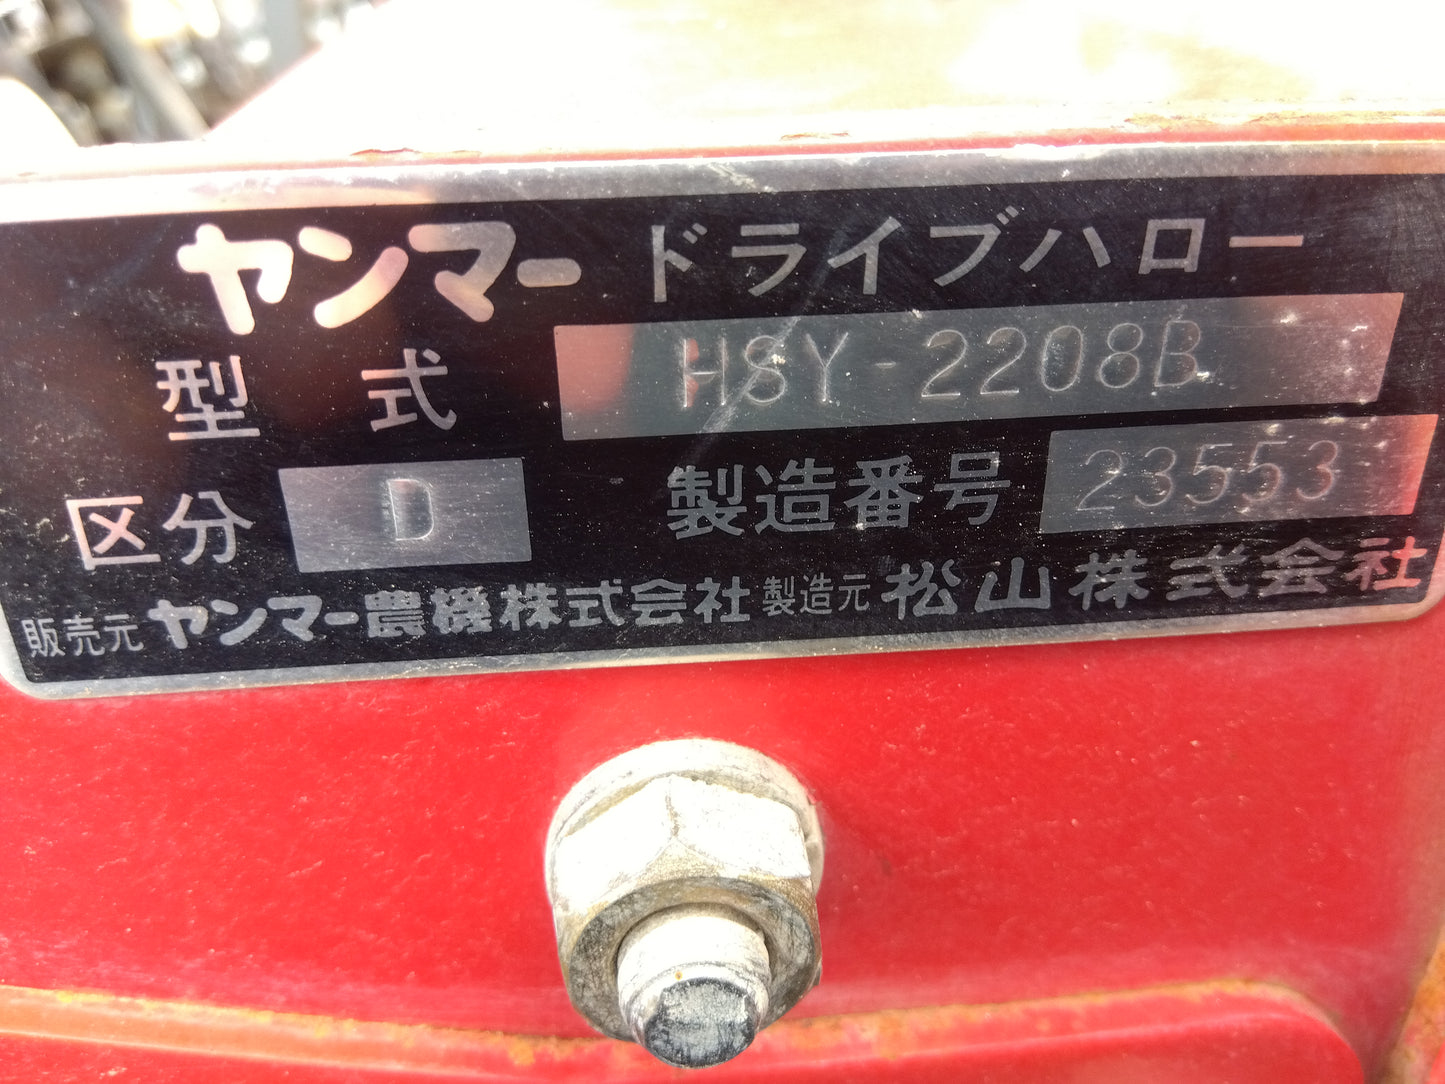 ヤンマー ドライブハロー
型式 HSY-2208B
区分 D 製造番号 23553
販売元 ヤンマー農機株式会社 製造元 松山株式会社